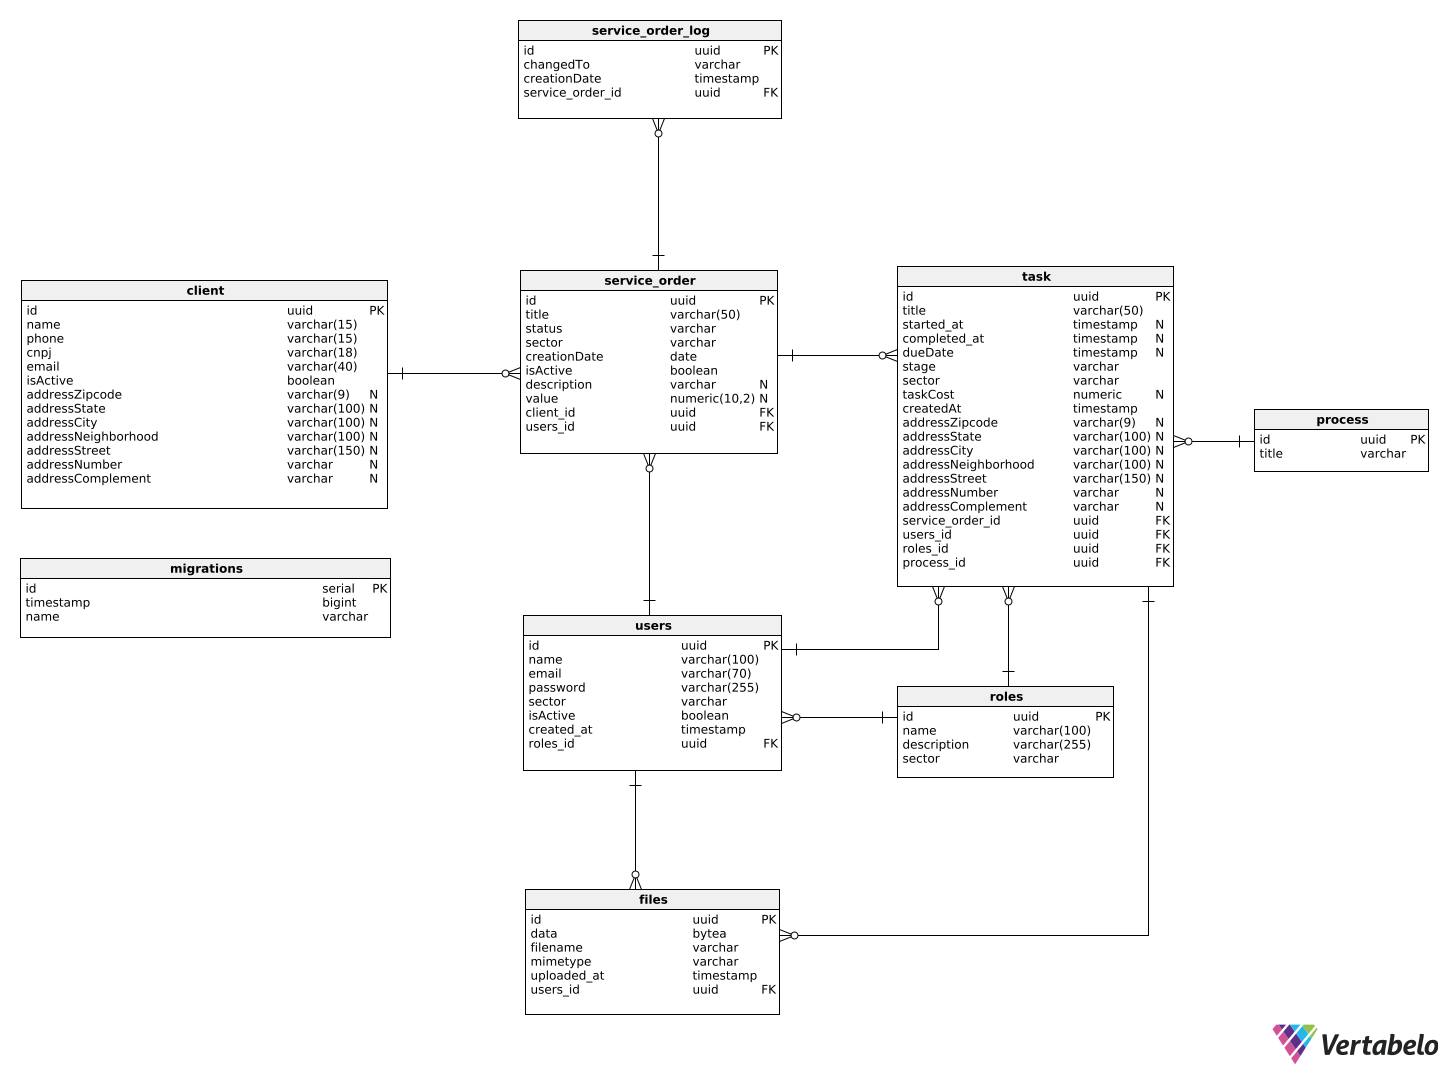 service_order_log
id uuid PK
changedTo varchar
creationDate timestamp
service_order_id uuid FK
client
id uuid PK
name varchar(15)
phone varchar(15)
cnpj varchar(18)
email varchar(40)
isActive boolean
addressZipcode varchar(9) N
addressState varchar(100) N
addressCity varchar(100) N
addressNeighborhood varchar(100) N
addressStreet varchar(150) N
addressNumber varchar N
addressComplement varchar N
service_order
id uuid PK
title varchar(50)
status varchar
sector varchar
creationDate date
isActive boolean
description varchar N
value numeric(10,2) N
client_id uuid FK
users_id uuid FK
task
id uuid PK
title varchar(50)
started_at timestamp N
completed_at timestamp N
dueDate timestamp N
stage varchar
sector varchar
taskCost numeric N
createdAt timestamp
addressZipcode varchar(9) N
addressState varchar(100) N
addressCity varchar(100) N
addressNeighborhood varchar(100) N
addressStreet varchar(150) N
addressNumber varchar N
addressComplement varchar N
service_order_id uuid FK
users_id uuid FK
roles_id uuid FK
process_id uuid FK
process
id uuid PK
title varchar
migrations
id serial PK
timestamp bigint
name varchar
users
id uuid PK
name varchar(100)
email varchar(70)
password varchar(255)
sector varchar
isActive boolean
created_at timestamp
roles_id uuid FK
roles
id uuid PK
name varchar(100)
description varchar(255)
sector varchar
files
id uuid PK
data bytea
filename varchar
mimetype varchar
uploaded_at timestamp
users_id uuid FK
Vertabelo